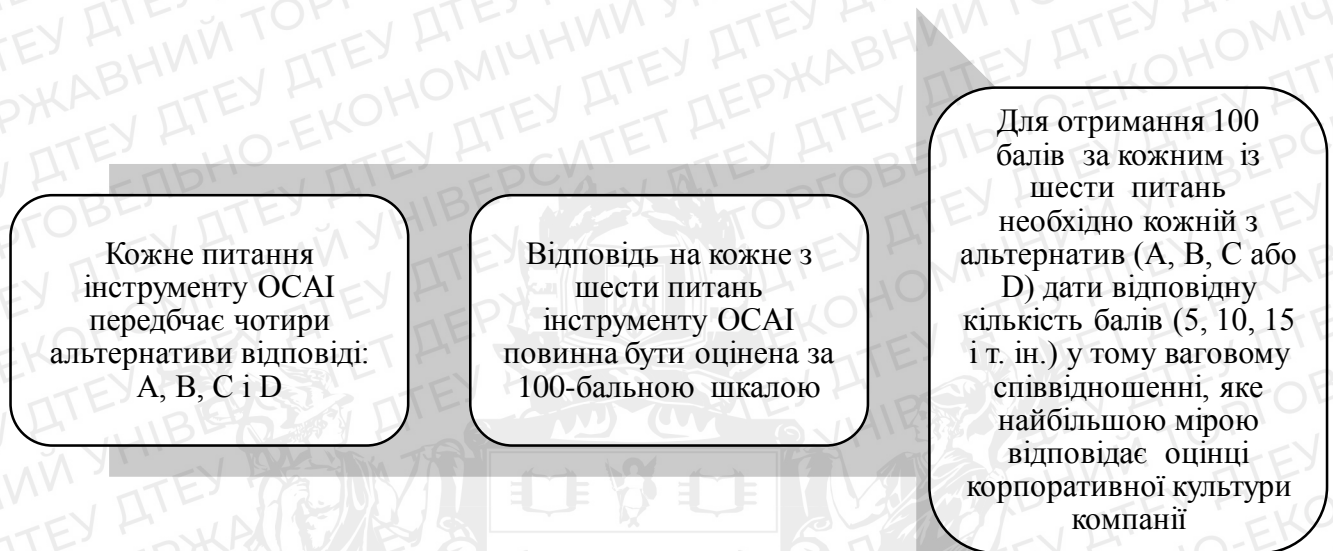 Кожне питання
інструменту OCAI
передбчає чотири
альтернативи відповіді:
A, B, C і D
Відповідь на кожне з
шести питань
інструменту OCAI
повинна бути оцінена за
100-бальною шкалою
Для отримання 100
балів за кожним із
шести питань
необхідно кожній з
альтернатив (A, B, C або
D) дати відповідну
кількість балів (5, 10, 15
і т. ін.) у тому ваговому
співвідношенні, яке
найбільшою мірою
відповідає оцінці
корпоративної культури
компанії